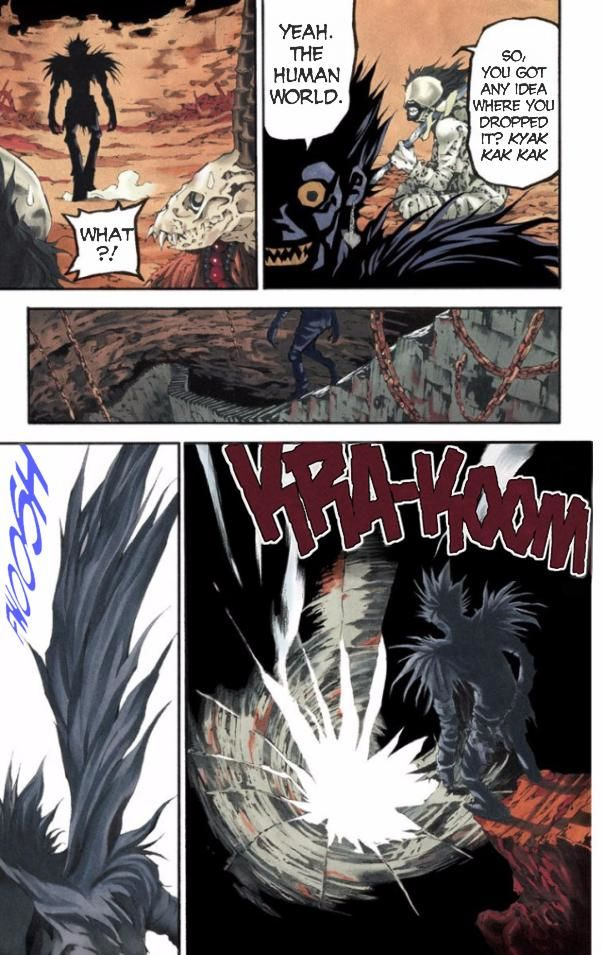 SO,
YOU GOT
ANY IDEA
WHERE YOU
DROPPED
IT? KYAK
KAK KAK
YEAH.
THE
HUMAN
WORLD.
WHAT
?!
KRA-KOOM
FWOOSH